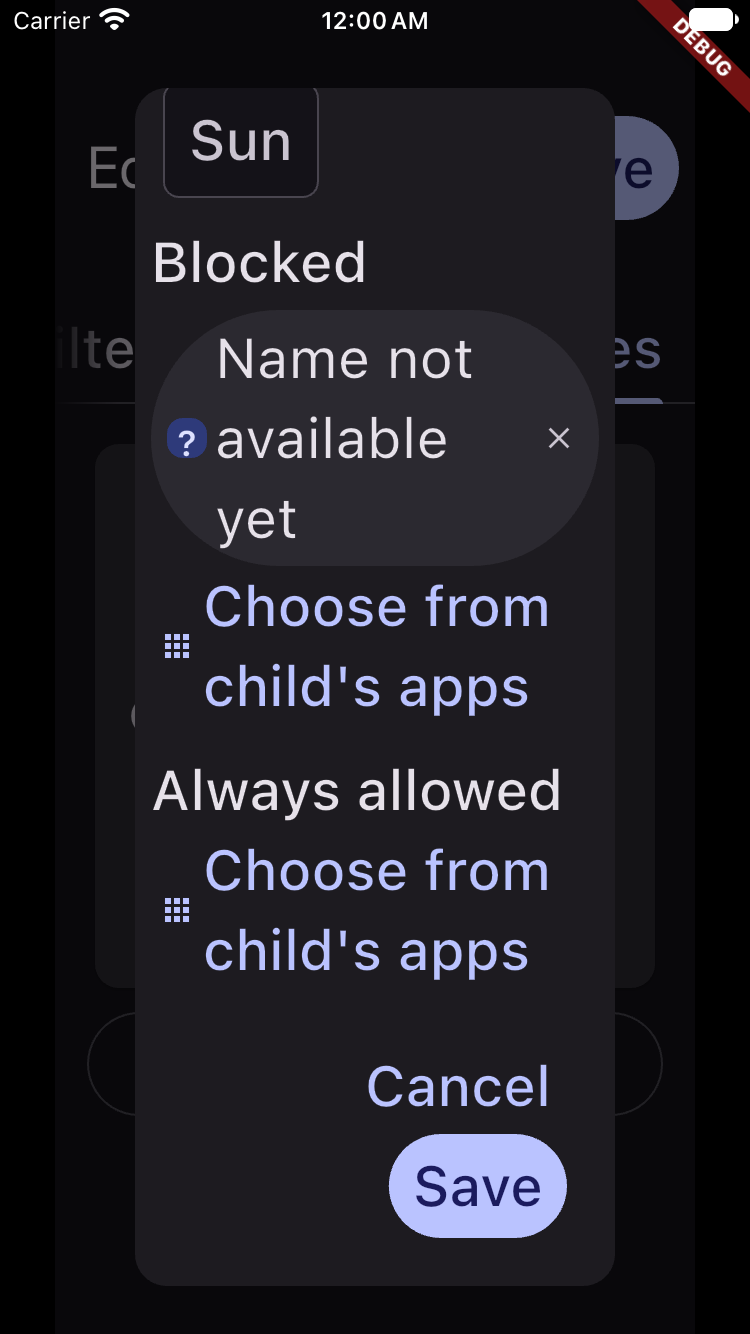 Carrier 12:00 AM
DEBUG
Sun
Blocked
Name not
? available
yet
Choose from
child's apps
Always allowed
Choose from
child's apps
Cancel
Save